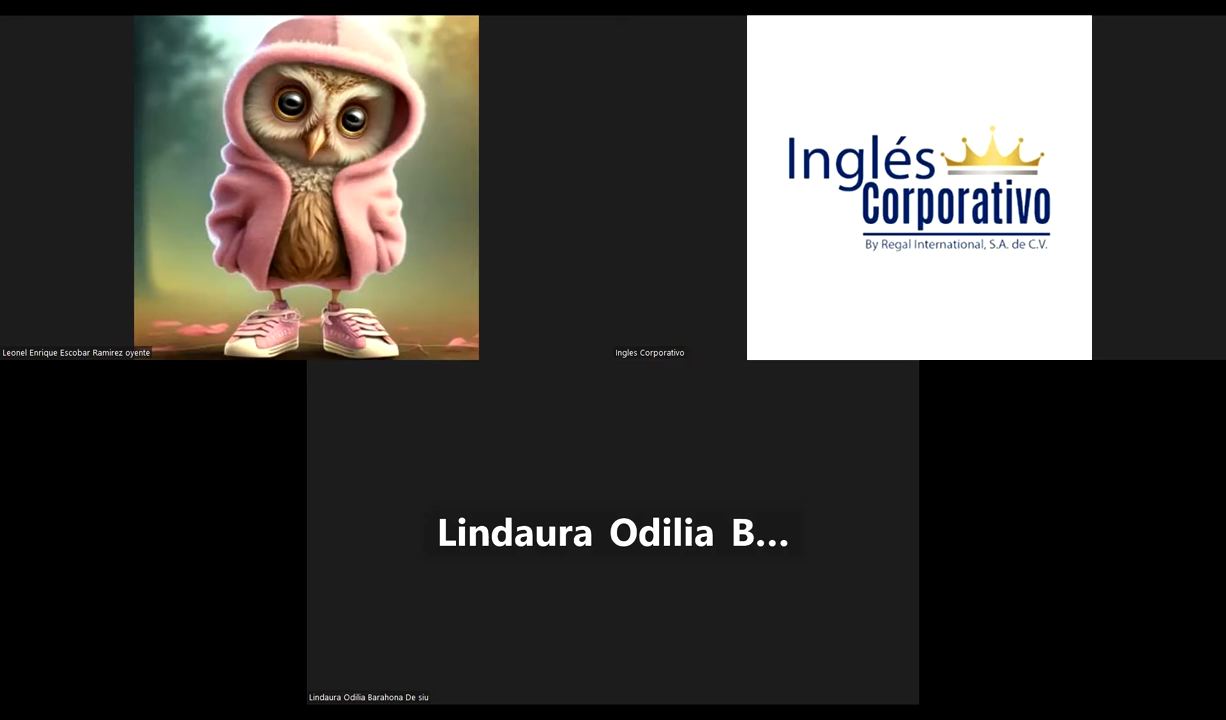 Inglés
Corporativo
By Regal International, S.A. de C.V.
Leonel Enrique Escobar Ramirez oyente
Ingles Corporativo
Lindaura Odilia B...
Lindaura Odilia Barahona De siu